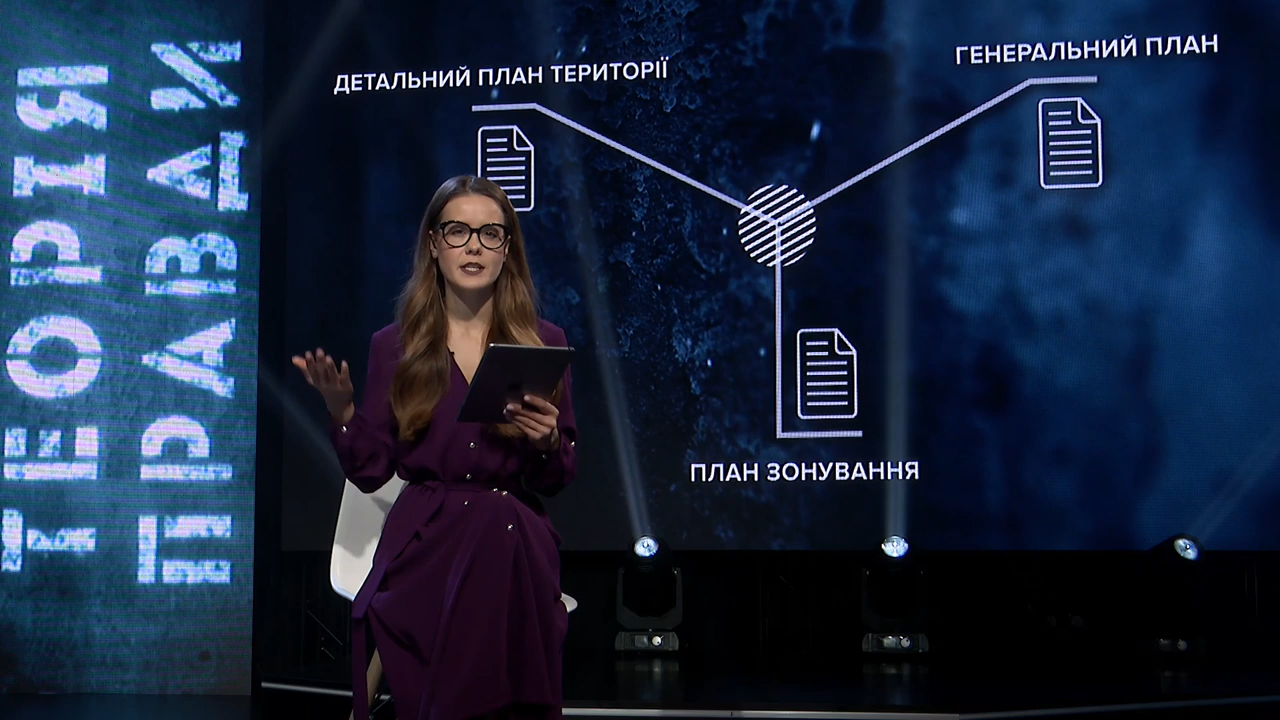 ТЕОРІЯ
ПРАВДИ
ДЕТАЛЬНИЙ ПЛАН ТЕРИТОРІЇ
ГЕНЕРАЛЬНИЙ ПЛАН
ПЛАН ЗОНУВАННЯ